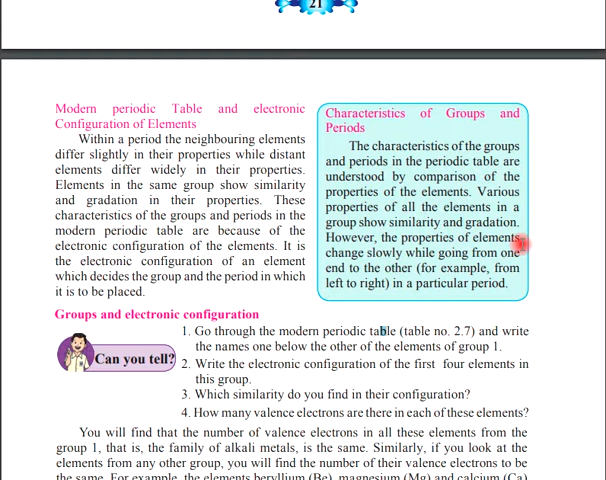 21
Modern periodic Table and electronic
Configuration of Elements
Within a period the neighbouring elements
differ slightly in their properties while distant
elements differ widely in their properties.
Elements in the same group show similarity
and gradation in their properties. These
characteristics of the groups and periods in the
modern periodic table are because of the
electronic configuration of the elements. It is
the electronic configuration of an element
which decides the group and the period in which
it is to be placed.
Characteristics of Groups and
Periods
The characteristics of the groups
and periods in the periodic table are
understood by comparison of the
properties of the elements. Various
properties of all the elements in a
group show similarity and gradation.
However, the properties of elements
change slowly while going from one
end to the other (for example, from
left to right) in a particular period.
Groups and electronic configuration
Can you tell?
1. Go through the modern periodic table (table no. 2.7) and write
the names one below the other of the elements of group 1.
2. Write the electronic configuration of the first four elements in
this group.
3. Which similarity do you find in their configuration?
4. How many valence electrons are there in each of these elements?
You will find that the number of valence electrons in all these elements from the
group 1, that is, the family of alkali metals, is the same. Similarly, if you look at the
elements from any other group, you will find the number of their valence electrons to be
the same. For example, the elements beryllium (Be), magnesium (Mg) and calcium (Ca)